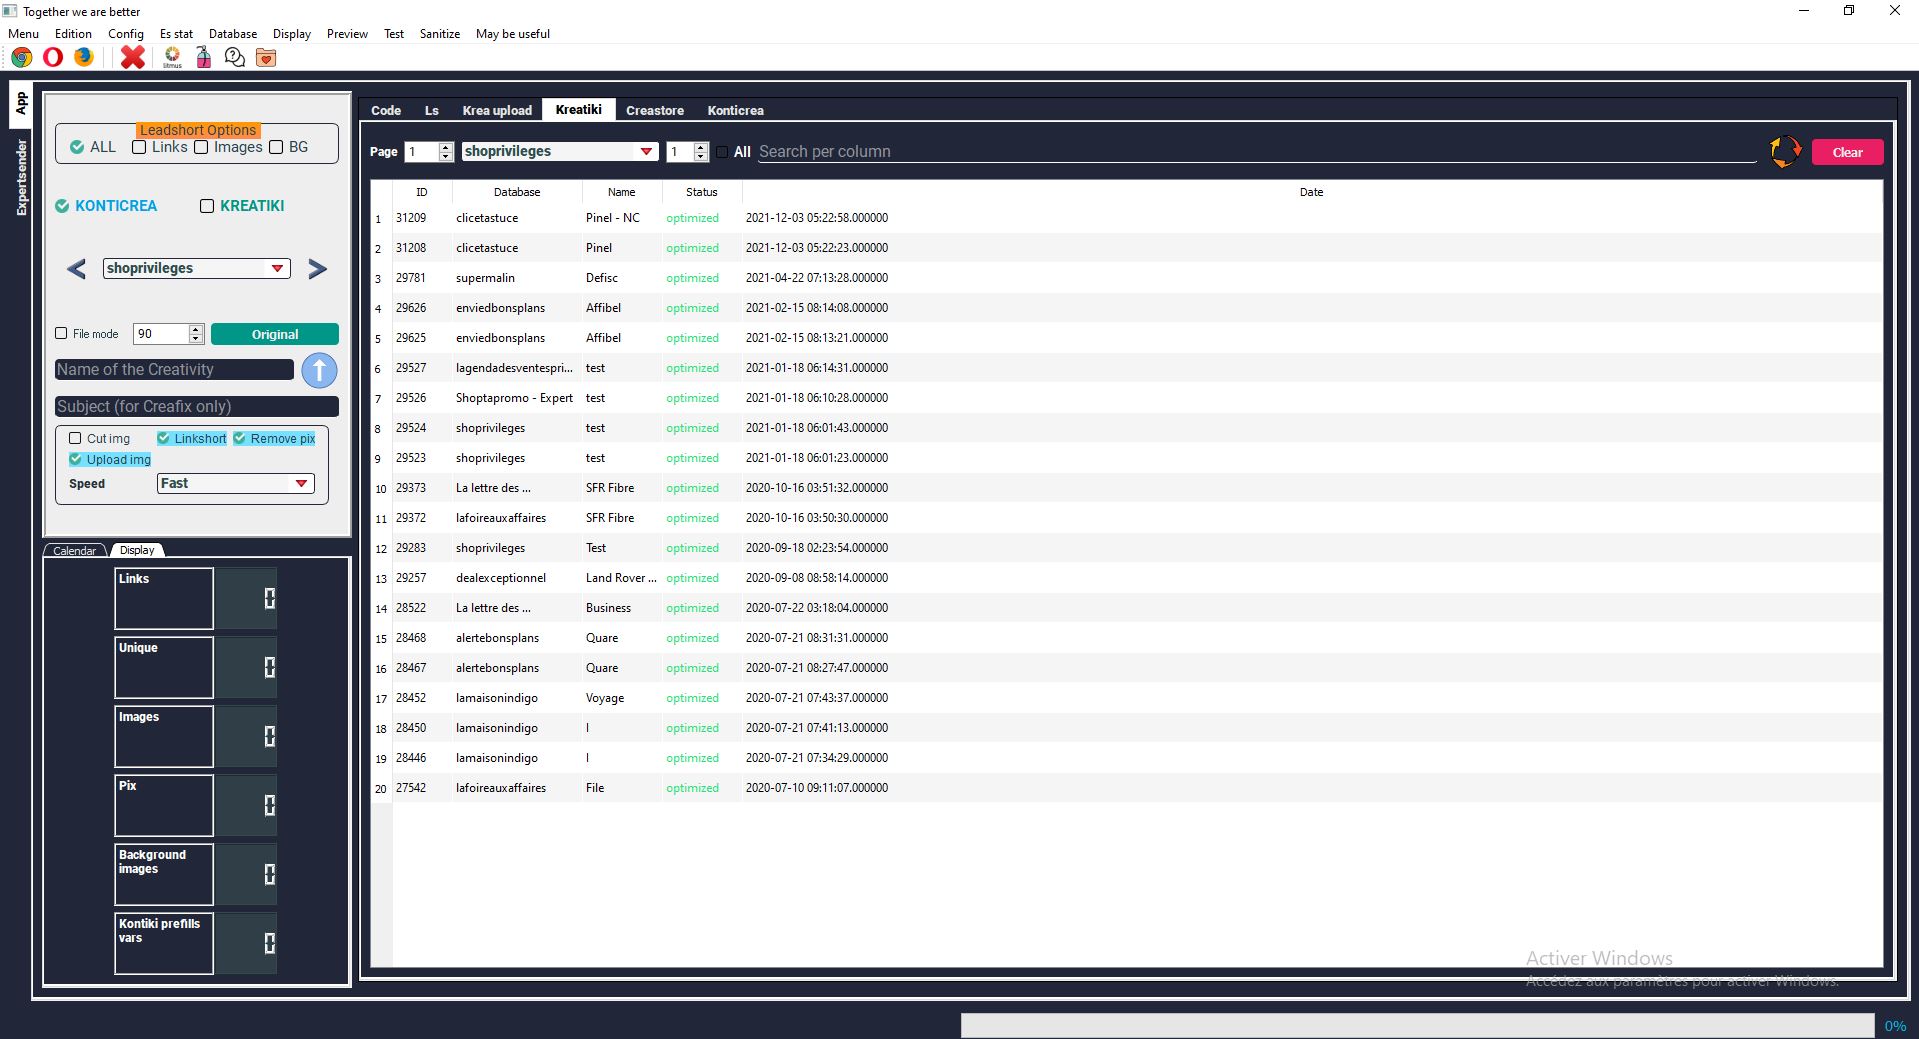 Together we are better
Menu Edition Config Es stat Database Display Preview Test Sanitize May be useful
litmus
App
Expertsender
Leadshort Options
ALL Links Images BG
KONTICREA KREATIKI
< shoprivileges >
File mode 90 Original
Name of the Creativity
Subject (for Creafix only)
Cut img Linkshort Remove pix
Upload img
Speed Fast
Calendar Display
Links 0
Unique 0
Images 0
Pix 0
Background images 0
Kontiki prefills vars 0
Code Ls Krea upload Kreatiki Creastore Konticrea
Page 1 shoprivileges 1 All Search per column Clear
ID Database Name Status Date
1 31209 clicetastuce Pinel - NC optimized 2021-12-03 05:22:58.000000
2 31208 clicetastuce Pinel optimized 2021-12-03 05:22:23.000000
3 29781 supermalin Defisc optimized 2021-04-22 07:13:28.000000
4 29626 enviedbonsplans Affibel optimized 2021-02-15 08:14:08.000000
5 29625 enviedbonsplans Affibel optimized 2021-02-15 08:13:21.000000
6 29527 lagendadesventespri... test optimized 2021-01-18 06:14:31.000000
7 29526 Shoptapromo - Expert test optimized 2021-01-18 06:10:28.000000
8 29524 shoprivileges test optimized 2021-01-18 06:01:43.000000
9 29523 shoprivileges test optimized 2021-01-18 06:01:23.000000
10 29373 La lettre des ... SFR Fibre optimized 2020-10-16 03:51:32.000000
11 29372 lafoireauxaffaires SFR Fibre optimized 2020-10-16 03:50:30.000000
12 29283 shoprivileges Test optimized 2020-09-18 02:23:54.000000
13 29257 dealexceptionnel Land Rover ... optimized 2020-09-08 08:58:14.000000
14 28522 La lettre des ... Business optimized 2020-07-22 03:18:04.000000
15 28468 alertebonsplans Quare optimized 2020-07-21 08:31:31.000000
16 28467 alertebonsplans Quare optimized 2020-07-21 08:27:47.000000
17 28452 lamaisonindigo Voyage optimized 2020-07-21 07:43:37.000000
18 28450 lamaisonindigo I optimized 2020-07-21 07:41:13.000000
19 28446 lamaisonindigo I optimized 2020-07-21 07:34:29.000000
20 27542 lafoireauxaffaires File optimized 2020-07-10 09:11:07.000000
Activer Windows
Accédez aux paramètres pour activer Windows.
0%